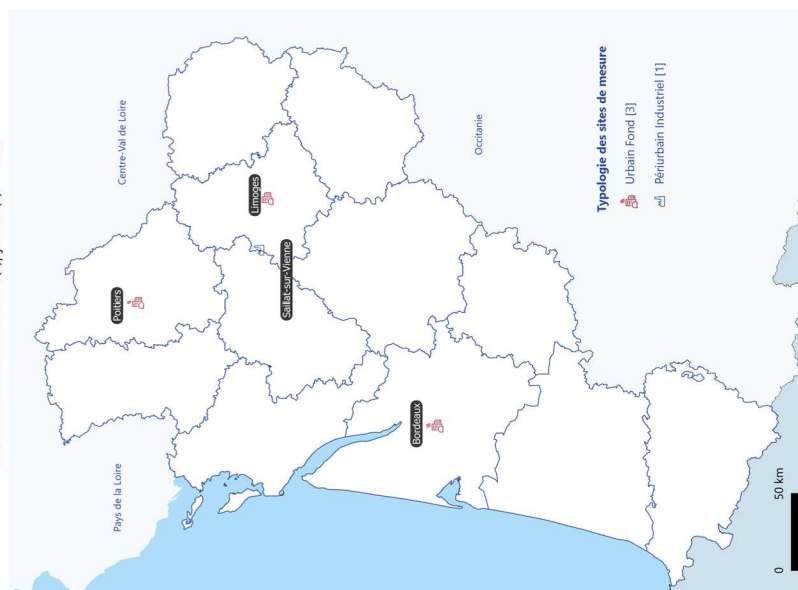 Centre-Val de Loire
Poitiers
Limoges
Saillat-sur-Vienne
Pays de la Loire
Bordeaux
Occitanie
Typologie des sites de mesure
Urbain Fond [3]
Périurbain Industriel [1]
0
50 km